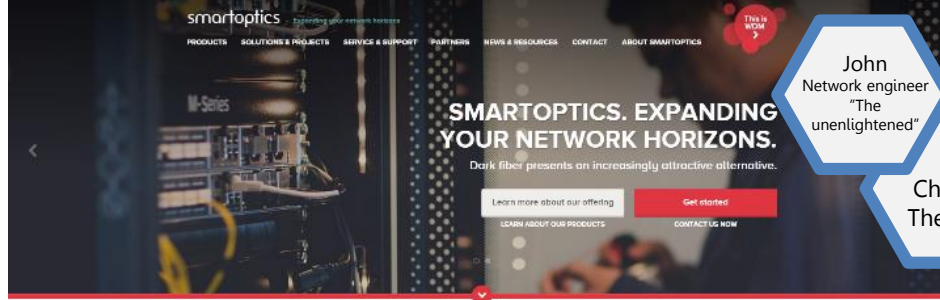 smartoptics Expanding your network horizons
This is
WDM
PRODUCTS SOLUTIONS & PROJECTS SERVICE & SUPPORT PARTNERS NEWS & RESOURCES CONTACT ABOUT SMARTOPTICS
John
Network engineer
"The
unenlightened"
M-Series
SMARTOPTICS. EXPANDING
YOUR NETWORK HORIZONS.
Dark fiber presents an increasingly attractive alternative.
Learn more about our offering Get started
LEARN ABOUT OUR PRODUCTS CONTACT US NOW
Ch
The